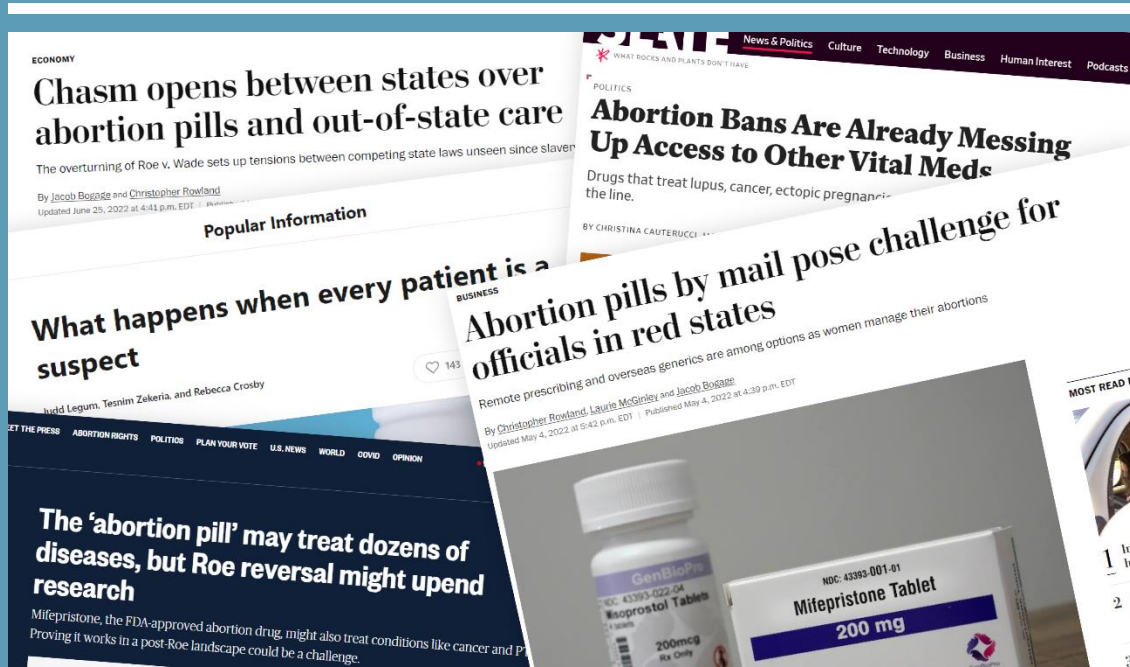 ECONOMY
Chasm opens between states over
abortion pills and out-of-state care
The overturning of Roe v. Wade sets up tensions between competing state laws unseen since
By Jacob Bogage and Christopher Rowland
Updated June 25, 2022 at 4:41 p.m. EDT |
News & Politics Culture Technology Business Human Interest Podcasts
WHAT ROCKS AND PLANTS DON'T HAVE
POLITICS
Abortion Bans Are Already Messing
Up Access to Other Vital Meds
Drugs that treat lupus, cancer, ectopic
the line.
BY CHRISTINA CAUTERUCCI
Popular Information
What happens when every patient is a
suspect
143
Judd Legum, Tesnim Zekeria, and Rebecca Crosby
BUSINESS
Abortion pills by mail pose challenge for
officials in red states
Remote prescribing and overseas generics are among options as women manage their abortions
By Christopher Rowland, Laurie McGinley and Jacob Bogage
Updated May 4, 2022 at 5:42 p.m. EDT | Published May 4, 2022 at 4:39 p.m. EDT
MOST READ
1
2
THE PRESS ABORTION RIGHTS POLITICS PLAN YOUR VOTE U.S. NEWS WORLD COVID OPINION
The 'abortion pill' may treat dozens of
diseases, but Roe reversal might upend
research
Mifepristone, the FDA-approved abortion drug, might also treat conditions like cancer and
Proving it works in a post-Roe landscape could be a challenge.
GenBioPro
NDC 43393-022-04
Misoprostol Tablets
200mcg
Rx Only
NDC: 43393-001-01
Mifepristone Tablet
200 mg